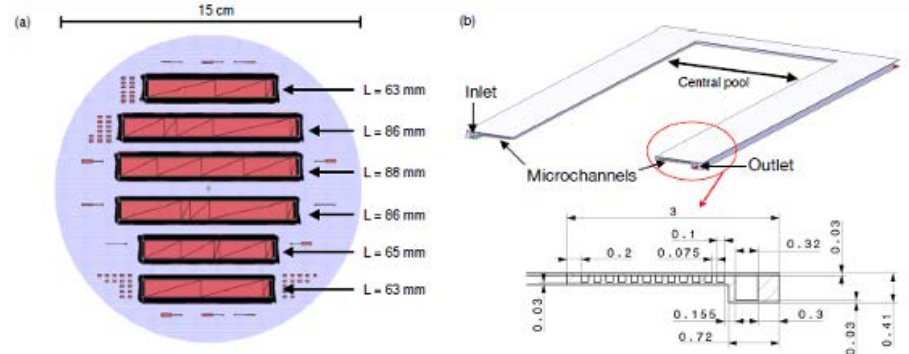 (a)
15 cm
L = 63 mm
L = 86 mm
L = 88 mm
L = 86 mm
L = 65 mm
L = 63 mm
(b)
Central pool
Inlet
Microchannels
Outlet
3
0.1
0.2
0.075
0.32
0.03
0.03
0.155
0.3
0.72
0.03
0.41